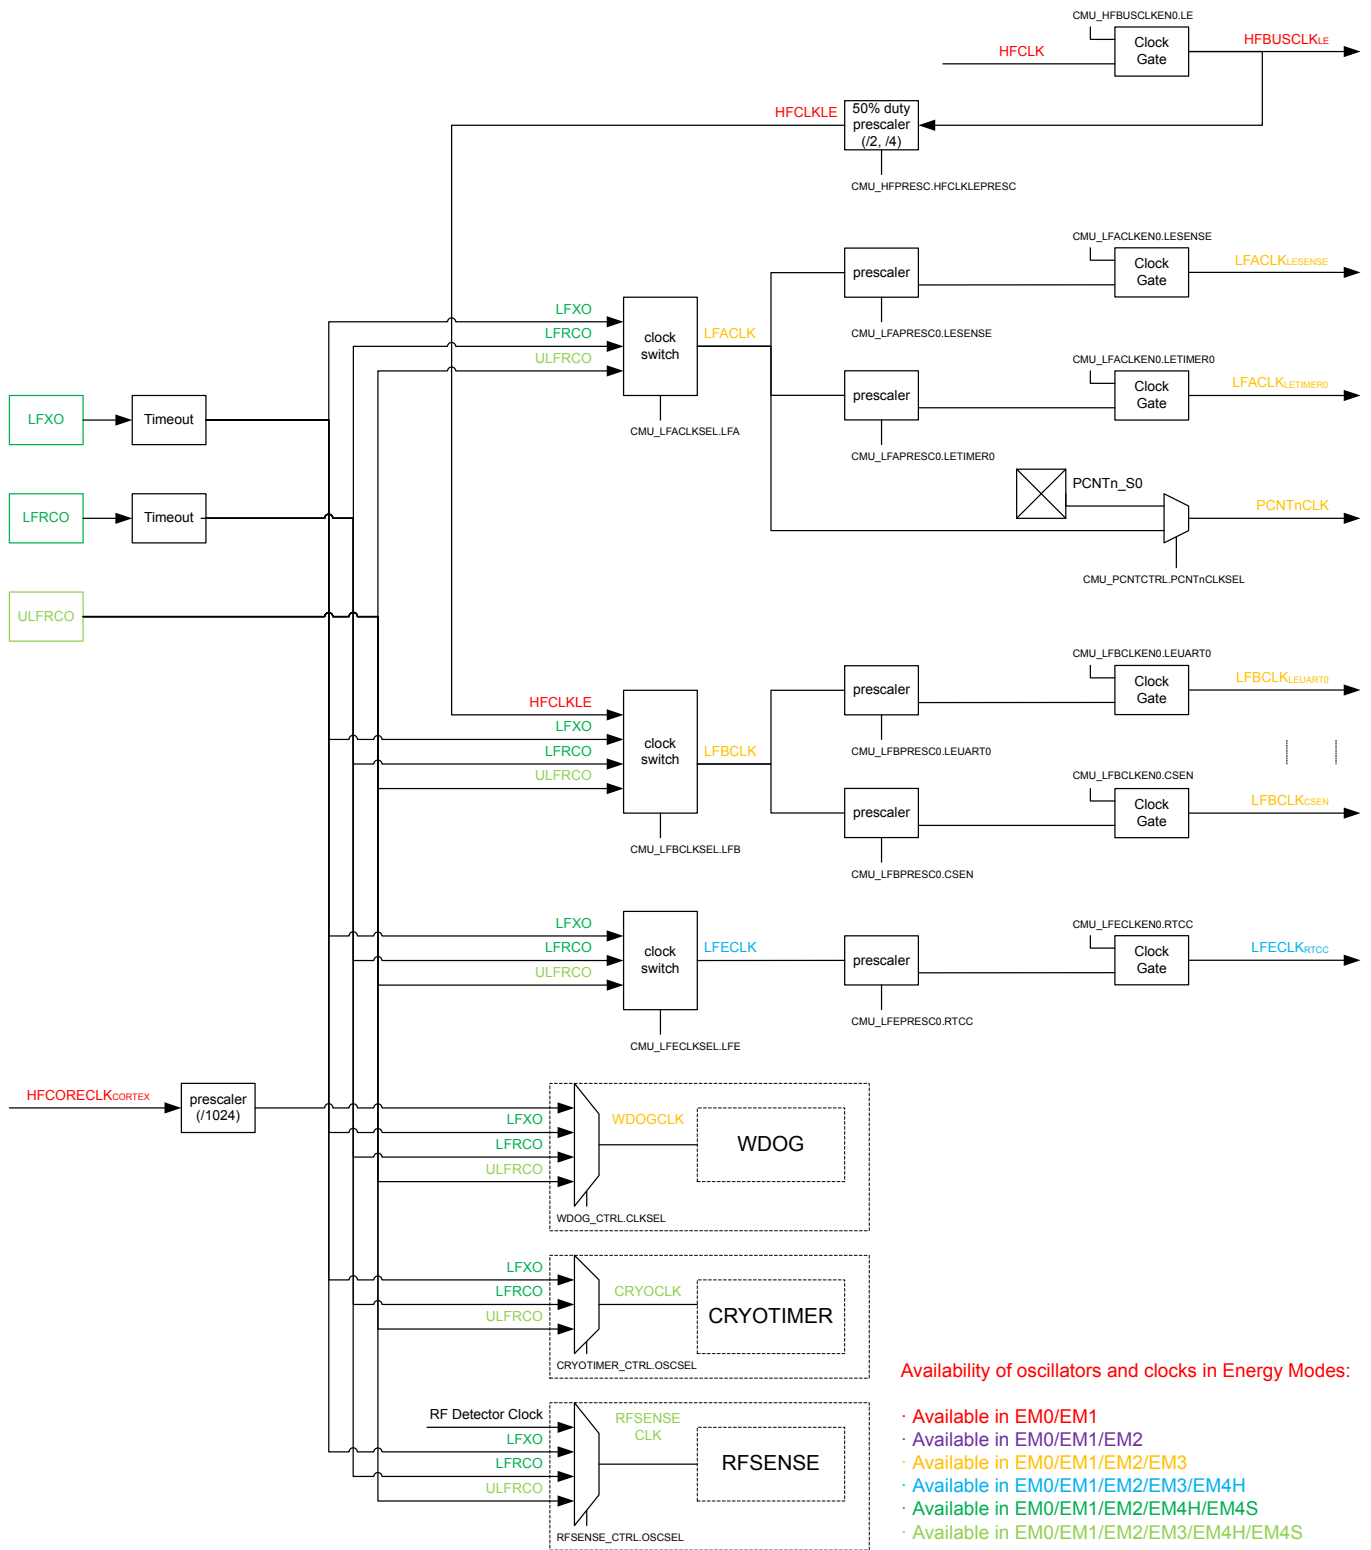 CMU_HFBUSCLKEN0.LE
HFCLK
Clock
Gate
HFBUSCLKLE
HFCLKLE
50% duty
prescaler
(/2, /4)
CMU_HFPRESC.HFCLKLEPRESC
CMU_LFACLKEN0.LESENSE
prescaler
Clock
Gate
LFACLKLESENSE
CMU_LFAPRESC0.LESENSE
LFXO
LFRCO
ULFRCO
clock
switch
LFACLK
CMU_LFACLKSEL.LFA
CMU_LFACLKEN0.LETIMER0
prescaler
Clock
Gate
LFACLKLETIMER0
CMU_LFAPRESC0.LETIMER0
LFXO
Timeout
LFRCO
Timeout
ULFRCO
PCNTn_S0
PCNTnCLK
CMU_PCNTCTRL.PCNTnCLKSEL
CMU_LFBCLKEN0.LEUART0
prescaler
Clock
Gate
LFBCLKLEUART0
CMU_LFBPRESC0.LEUART0
HFCLKLE
LFXO
LFRCO
ULFRCO
clock
switch
LFBCLK
CMU_LFBCLKSEL.LFB
CMU_LFBCLKEN0.CSEN
prescaler
Clock
Gate
LFBCLKCSEN
CMU_LFBPRESC0.CSEN
LFXO
LFRCO
ULFRCO
clock
switch
LFECLK
CMU_LFECLKSEL.LFE
prescaler
CMU_LFEPRESC0.RTCC
CMU_LFECLKEN0.RTCC
Clock
Gate
LFECLKRTCC
HFCORECLKCORTEX
prescaler
(/1024)
LFXO
LFRCO
ULFRCO
WDOGCLK
WDOG
WDOG_CTRL.CLKSEL
LFXO
LFRCO
ULFRCO
CRYOCLK
CRYOTIMER
CRYOTIMER_CTRL.OSCSEL
RF Detector Clock
LFXO
LFRCO
ULFRCO
RFSENSE
CLK
RFSENSE
RFSENSE_CTRL.OSCSEL
Availability of oscillators and clocks in Energy Modes:
· Available in EM0/EM1
· Available in EM0/EM1/EM2
· Available in EM0/EM1/EM2/EM3
· Available in EM0/EM1/EM2/EM3/EM4H
· Available in EM0/EM1/EM2/EM4H/EM4S
· Available in EM0/EM1/EM2/EM3/EM4H/EM4S